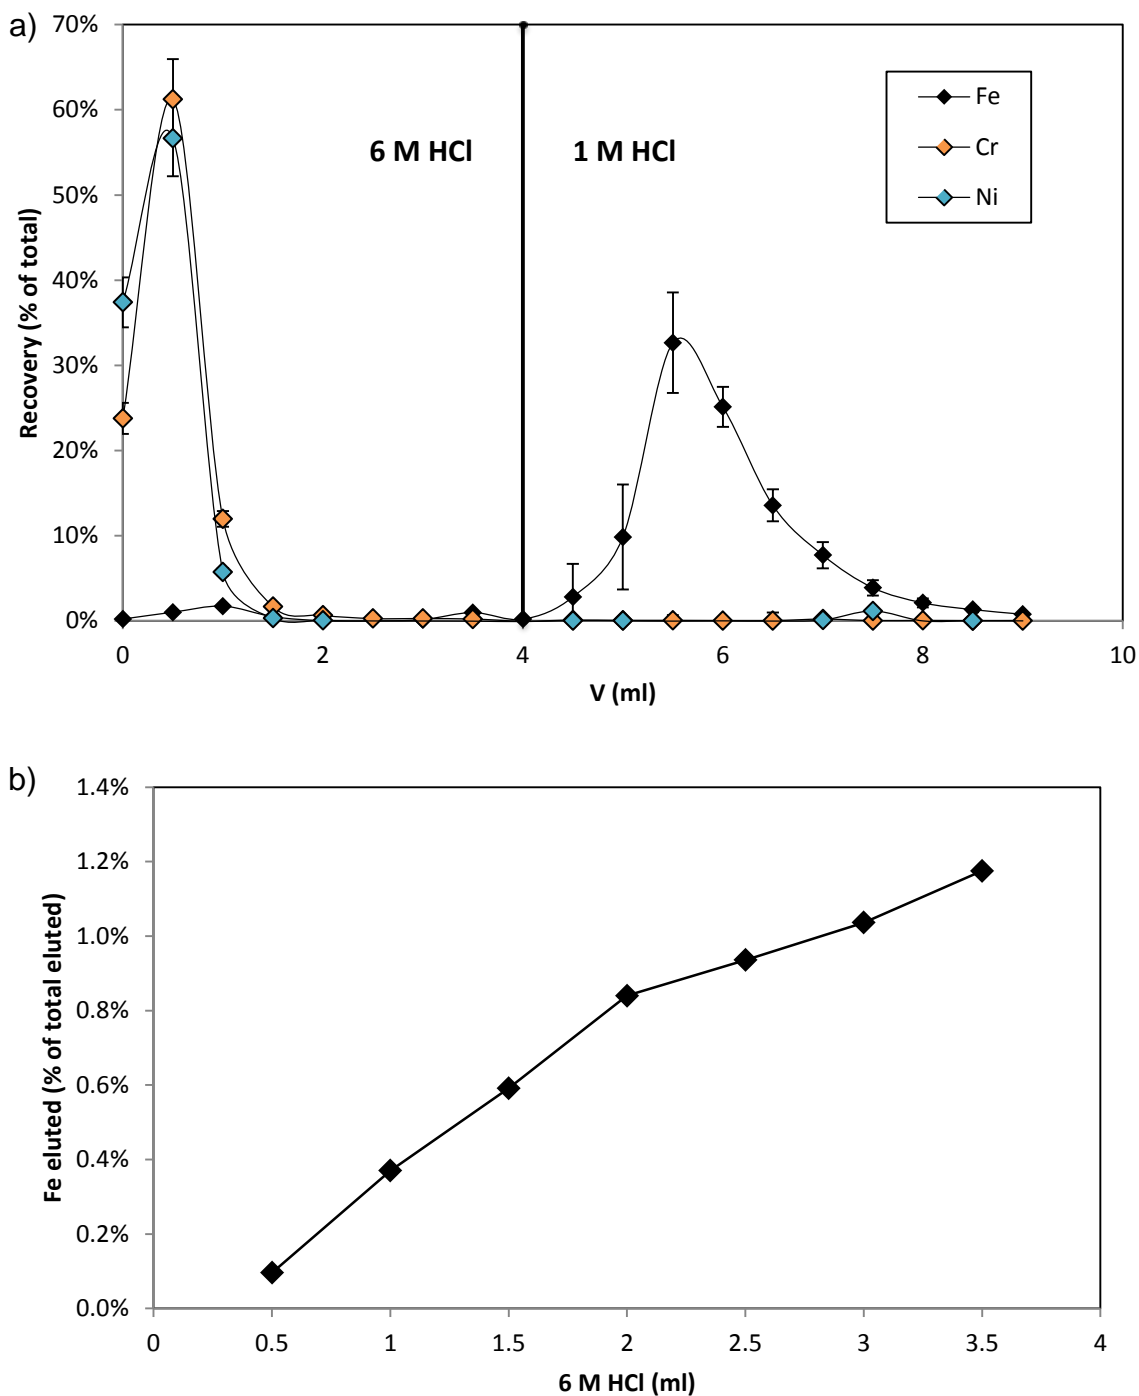 a)
70%
60%
50%
40%
30%
20%
10%
0%
Recovery (% of total)
6 M HCl
1 M HCl
Fe
Cr
Ni
0 2 4 6 8 10
V (ml)
b)
1.4%
1.2%
1.0%
0.8%
0.6%
0.4%
0.2%
0.0%
Fe eluted (% of total eluted)
0 0.5 1 1.5 2 2.5 3 3.5 4
6 M HCl (ml)